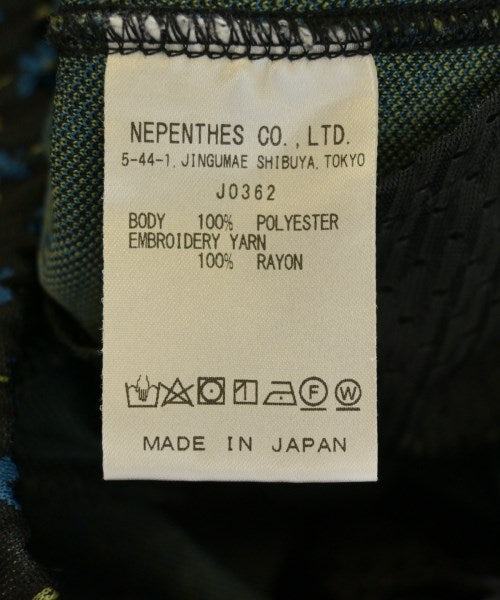 NEPENTHES CO., LTD.
5-44-1, JINGUMAE SHIBUYA, TOKYO
J0362
BODY 100% POLYESTER
EMBROIDERY YARN
100% RAYON
F W
MADE IN JAPAN